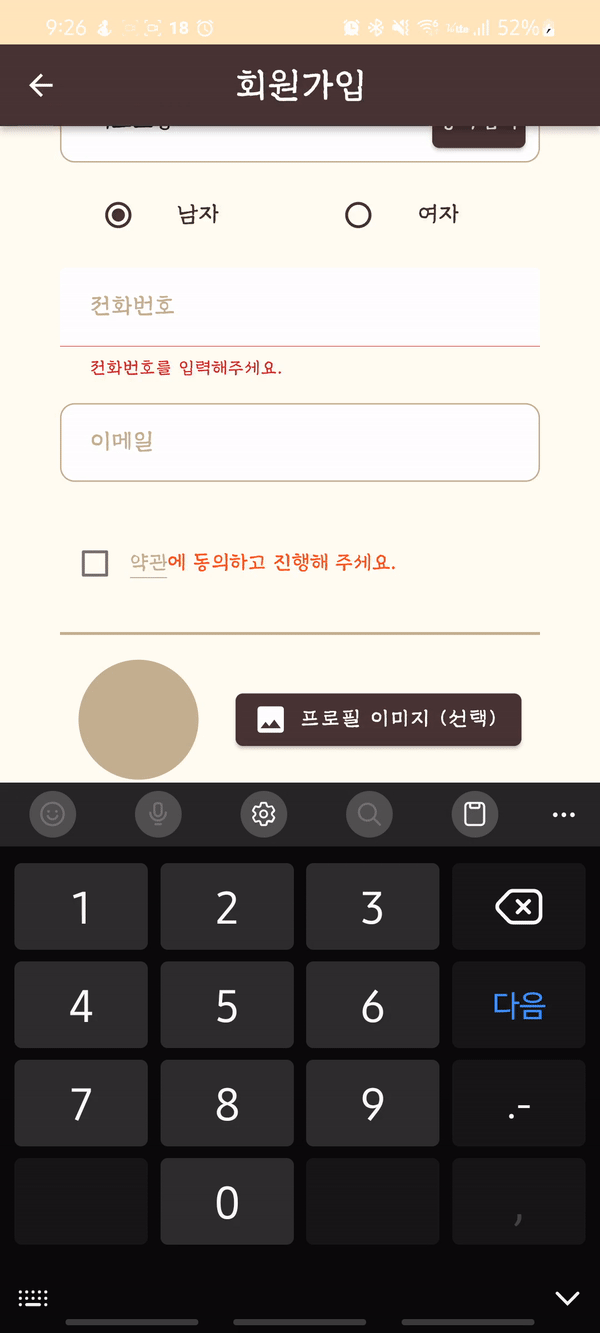 9:26 18 52%
회원가입
남자 여자
전화번호
전화번호를 입력해주세요.
이메일
약관에 동의하고 진행해 주세요.
프로필 이미지 (선택)
1 2 3
4 5 6 다음
7 8 9 .-
0 ,